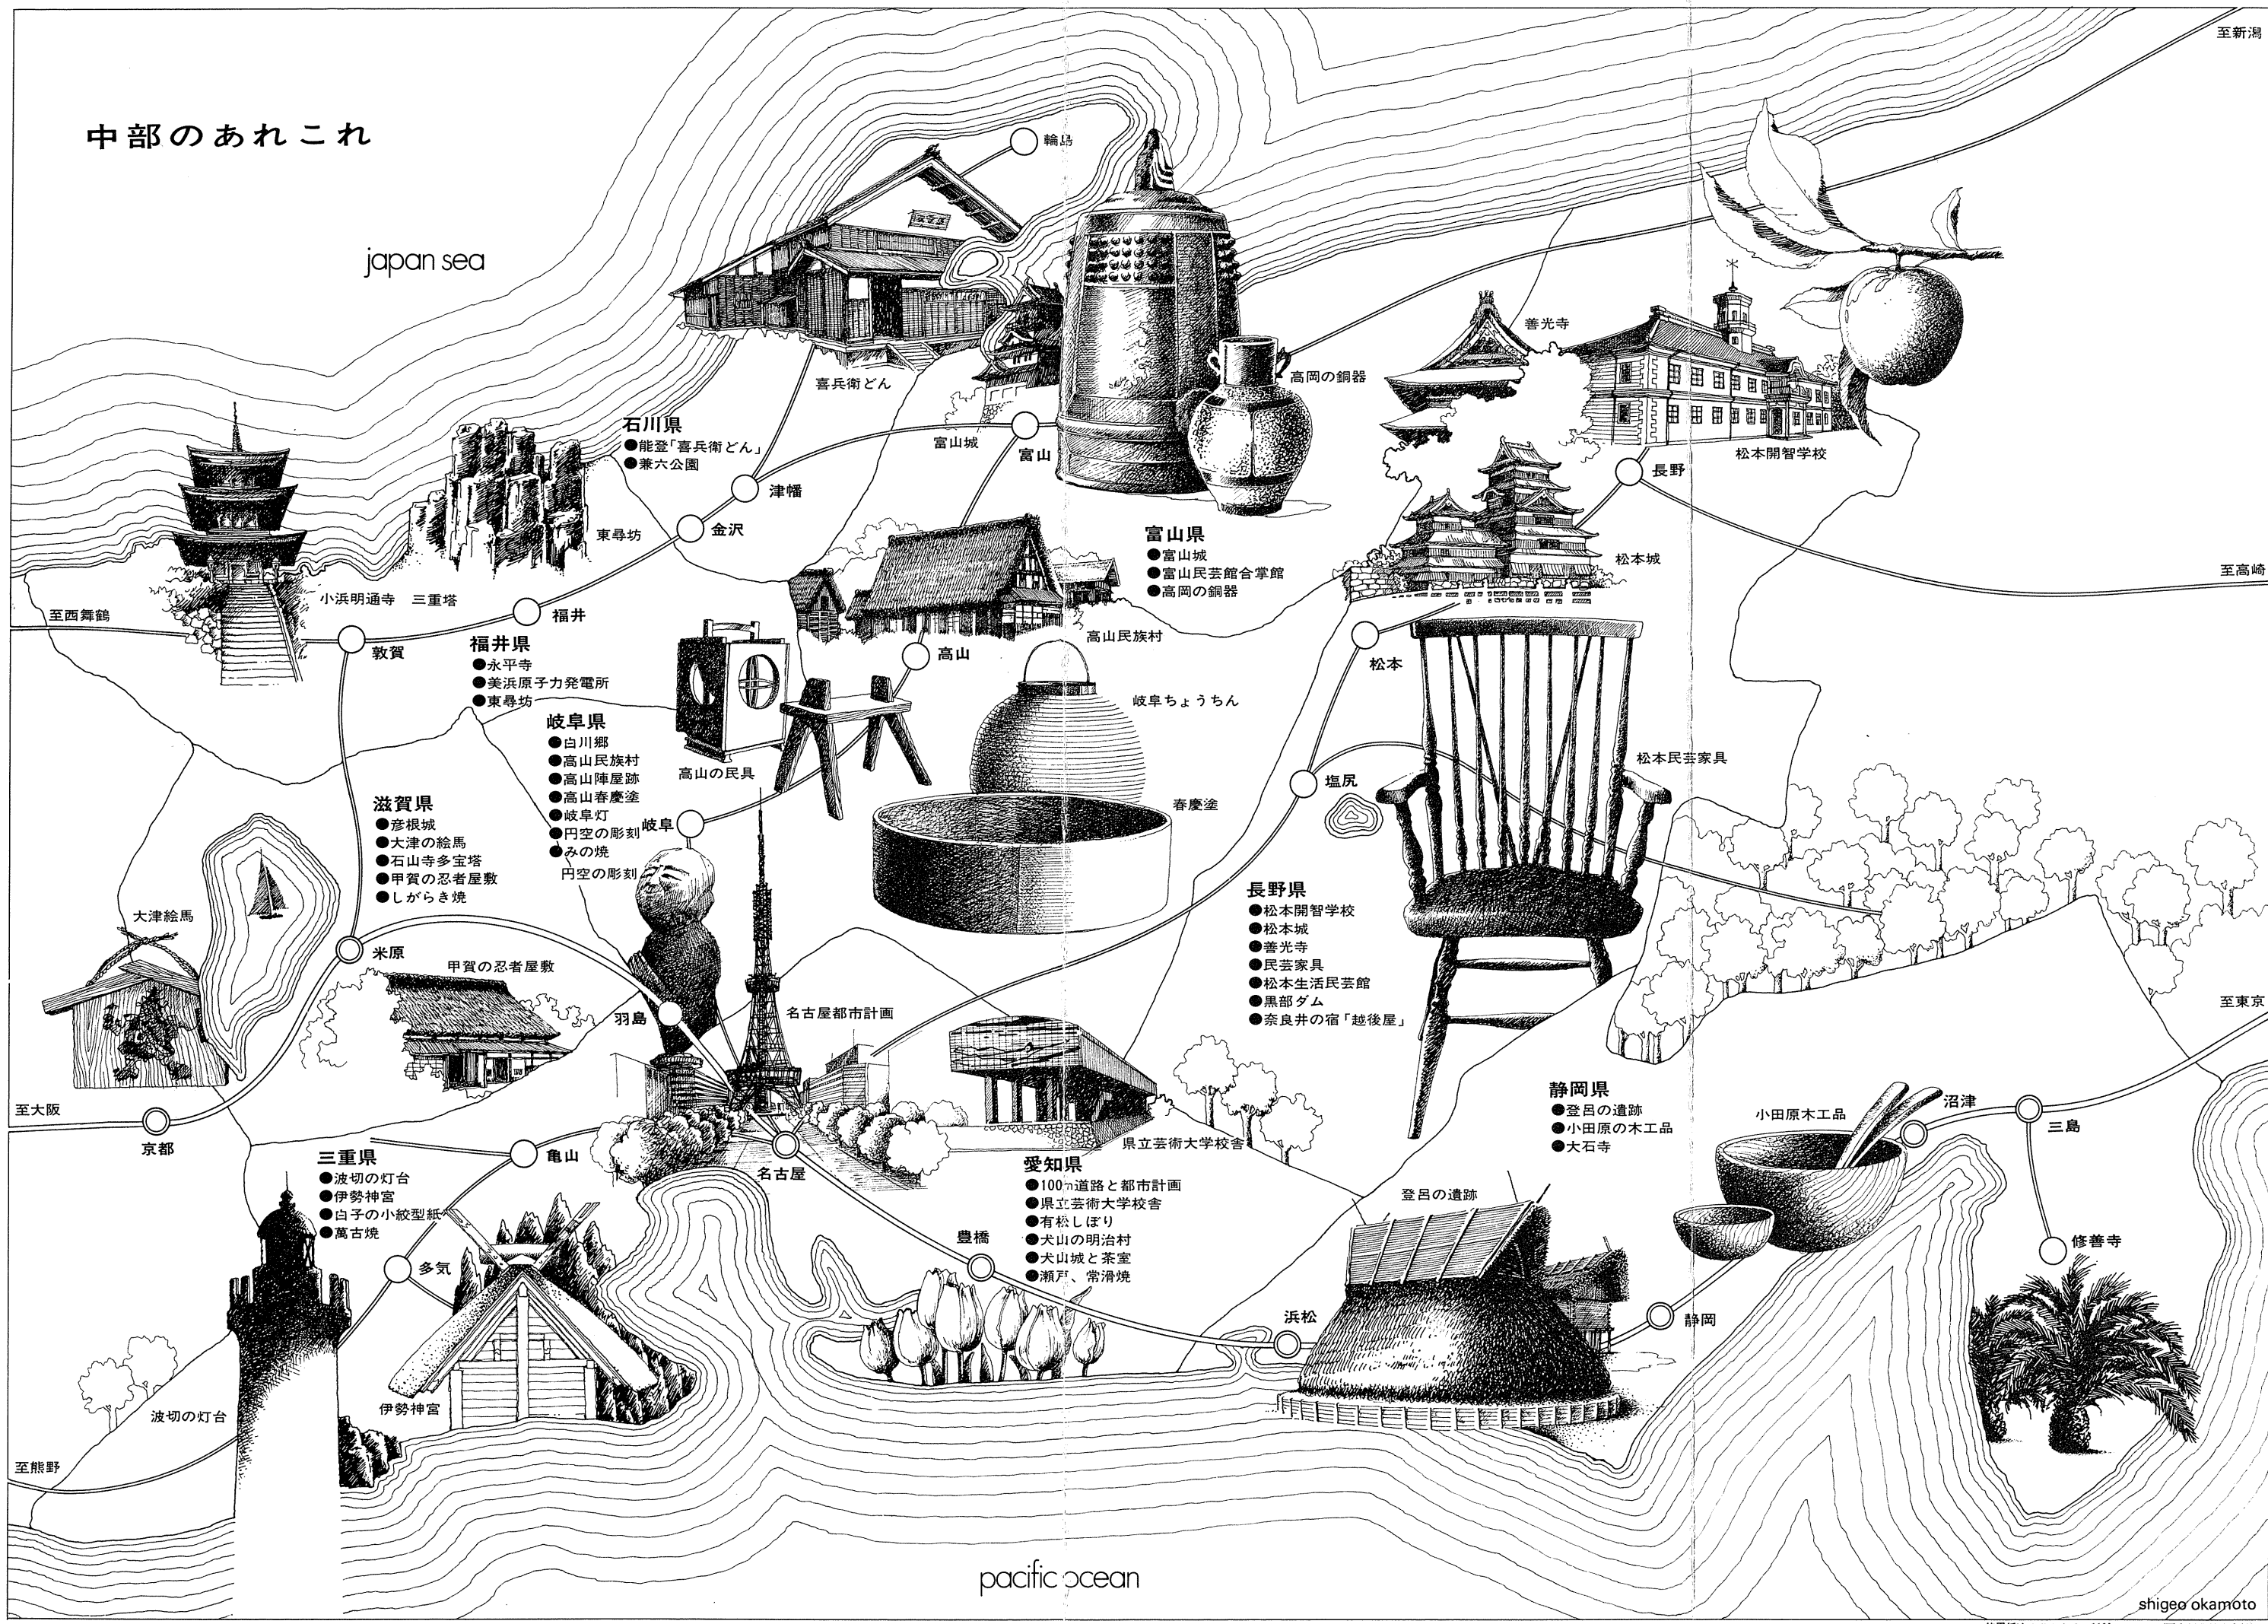 至新潟
中部のあれこれ
輪島
japan sea
善光寺
高岡の銅器
喜兵衛どん
石川県
●能登「喜兵衛どん」
●兼六公園
富山城
富山
松本開智学校
長野
津幡
金沢
東尋坊
富山県
●富山城
●富山民芸館合掌館
●高岡の銅器
松本城
至高崎
小浜明通寺 三重塔
至西舞鶴
福井
敦賀
福井県
●永平寺
●美浜原子力発電所
●東尋坊
高山民族村
高山
松本
岐阜ちょうちん
岐阜県
●白川郷
●高山民族村
●高山陣屋跡
●高山春慶塗
●岐阜灯
●円空の彫刻
●みの焼
高山の民具
松本民芸家具
塩尻
春慶塗
岐阜
円空の彫刻
滋賀県
●彦根城
●大津の絵馬
●石山寺多宝塔
●甲賀の忍者屋敷
●しがらき焼
大津絵馬
長野県
●松本開智学校
●松本城
●善光寺
●民芸家具
●松本生活民芸館
●黒部ダム
●奈良井の宿「越後屋」
米原
甲賀の忍者屋敷
羽島
名古屋都市計画
至東京
至大阪
京都
静岡県
●登呂の遺跡
●小田原の木工品
●大石寺
小田原木工品
沼津
三島
県立芸術大学校舎
亀山
名古屋
三重県
●波切の灯台
●伊勢神宮
●白子の小紋型紙
●萬古焼
愛知県
●100m道路と都市計画
●県立芸術大学校舎
●有松しぼり
●犬山の明治村
●犬山城と茶室
●瀬戸、常滑焼
登呂の遺跡
豊橋
修善寺
多気
浜松
静岡
伊勢神宮
波切の灯台
至熊野
pacific ocean
shigeo okamoto